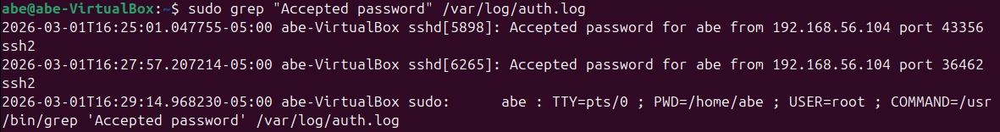 abe@abe-VirtualBox:~$ sudo grep "Accepted password" /var/log/auth.log
2026-03-01T16:25:01.047755-05:00 abe-VirtualBox sshd[5898]: Accepted password for abe from 192.168.56.104 port 43356
ssh2
2026-03-01T16:27:57.207214-05:00 abe-VirtualBox sshd[6265]: Accepted password for abe from 192.168.56.104 port 36462
ssh2
2026-03-01T16:29:14.968230-05:00 abe-VirtualBox sudo:      abe : TTY=pts/0 ; PWD=/home/abe ; USER=root ; COMMAND=/usr
/bin/grep 'Accepted password' /var/log/auth.log